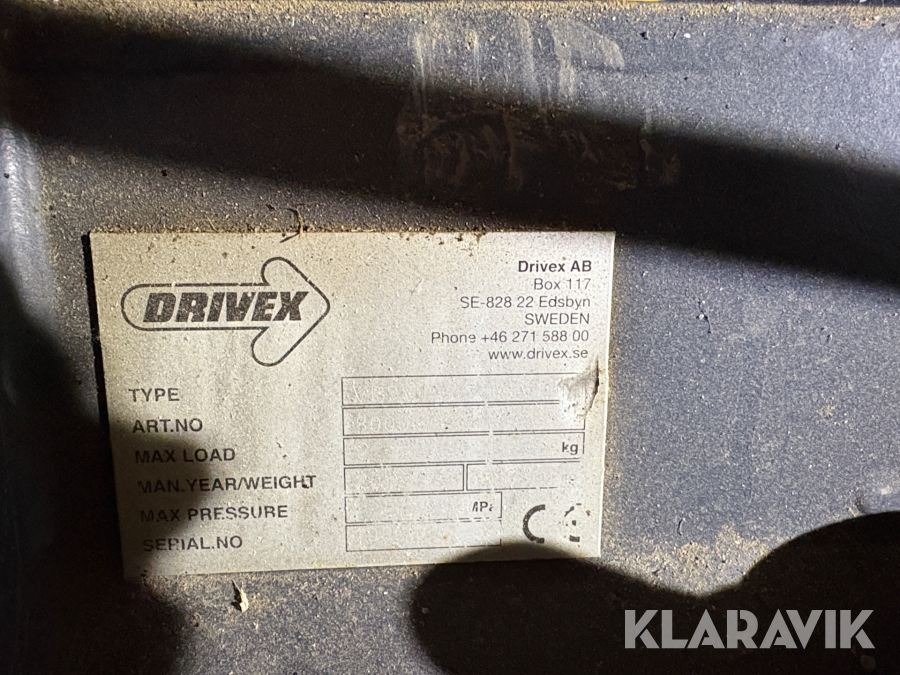 KLARAVIK
DRIVEX
Drivex AB
Box 117
SE-828 22 Edsbyn
SWEDEN
Phone +46 271 588 00
www.drivex.se
TYPE
ART.NO
MAX LOAD
kg
MAN.YEAR/WEIGHT
MAX PRESSURE
SERIAL.NO
CE
KLARAVIK